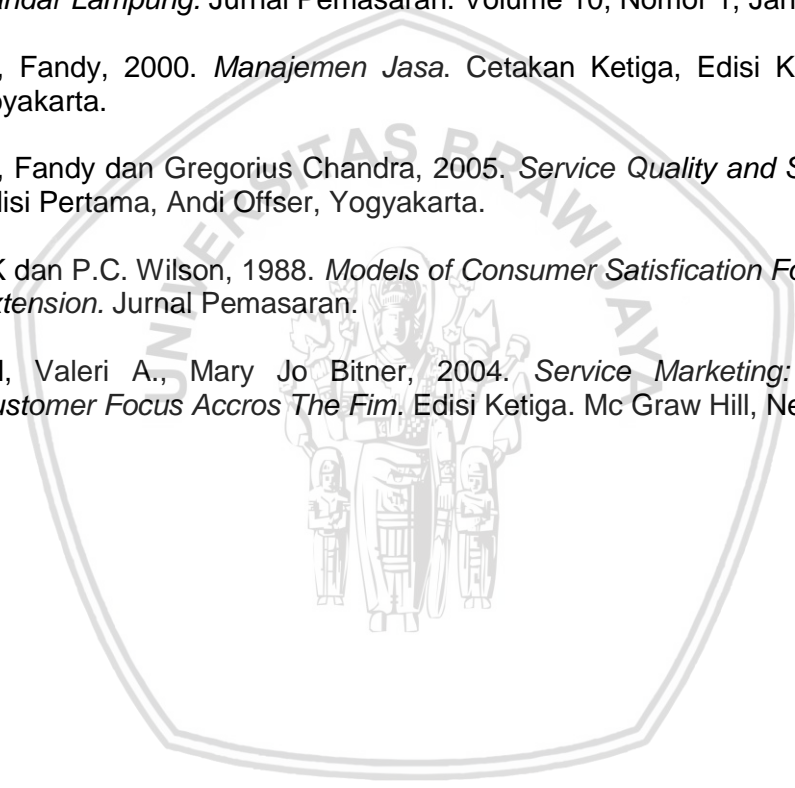 andar Lampung. Jurnal Pemasaran. Volume 10, Nomor 1, Jan
, Fandy, 2000. Manajemen Jasa. Cetakan Ketiga, Edisi K
yakarta.
, Fandy dan Gregorius Chandra, 2005. Service Quality and S
disi Pertama, Andi Offser, Yogyakarta.
K dan P.C. Wilson, 1988. Models of Consumer Satisfication Fo
xtension. Jurnal Pemasaran.
l, Valeri A., Mary Jo Bitner, 2004. Service Marketing:
ustomer Focus Accros The Fim. Edisi Ketiga. Mc Graw Hill, Ne
UNIVERSITAS BRAWIJAYA